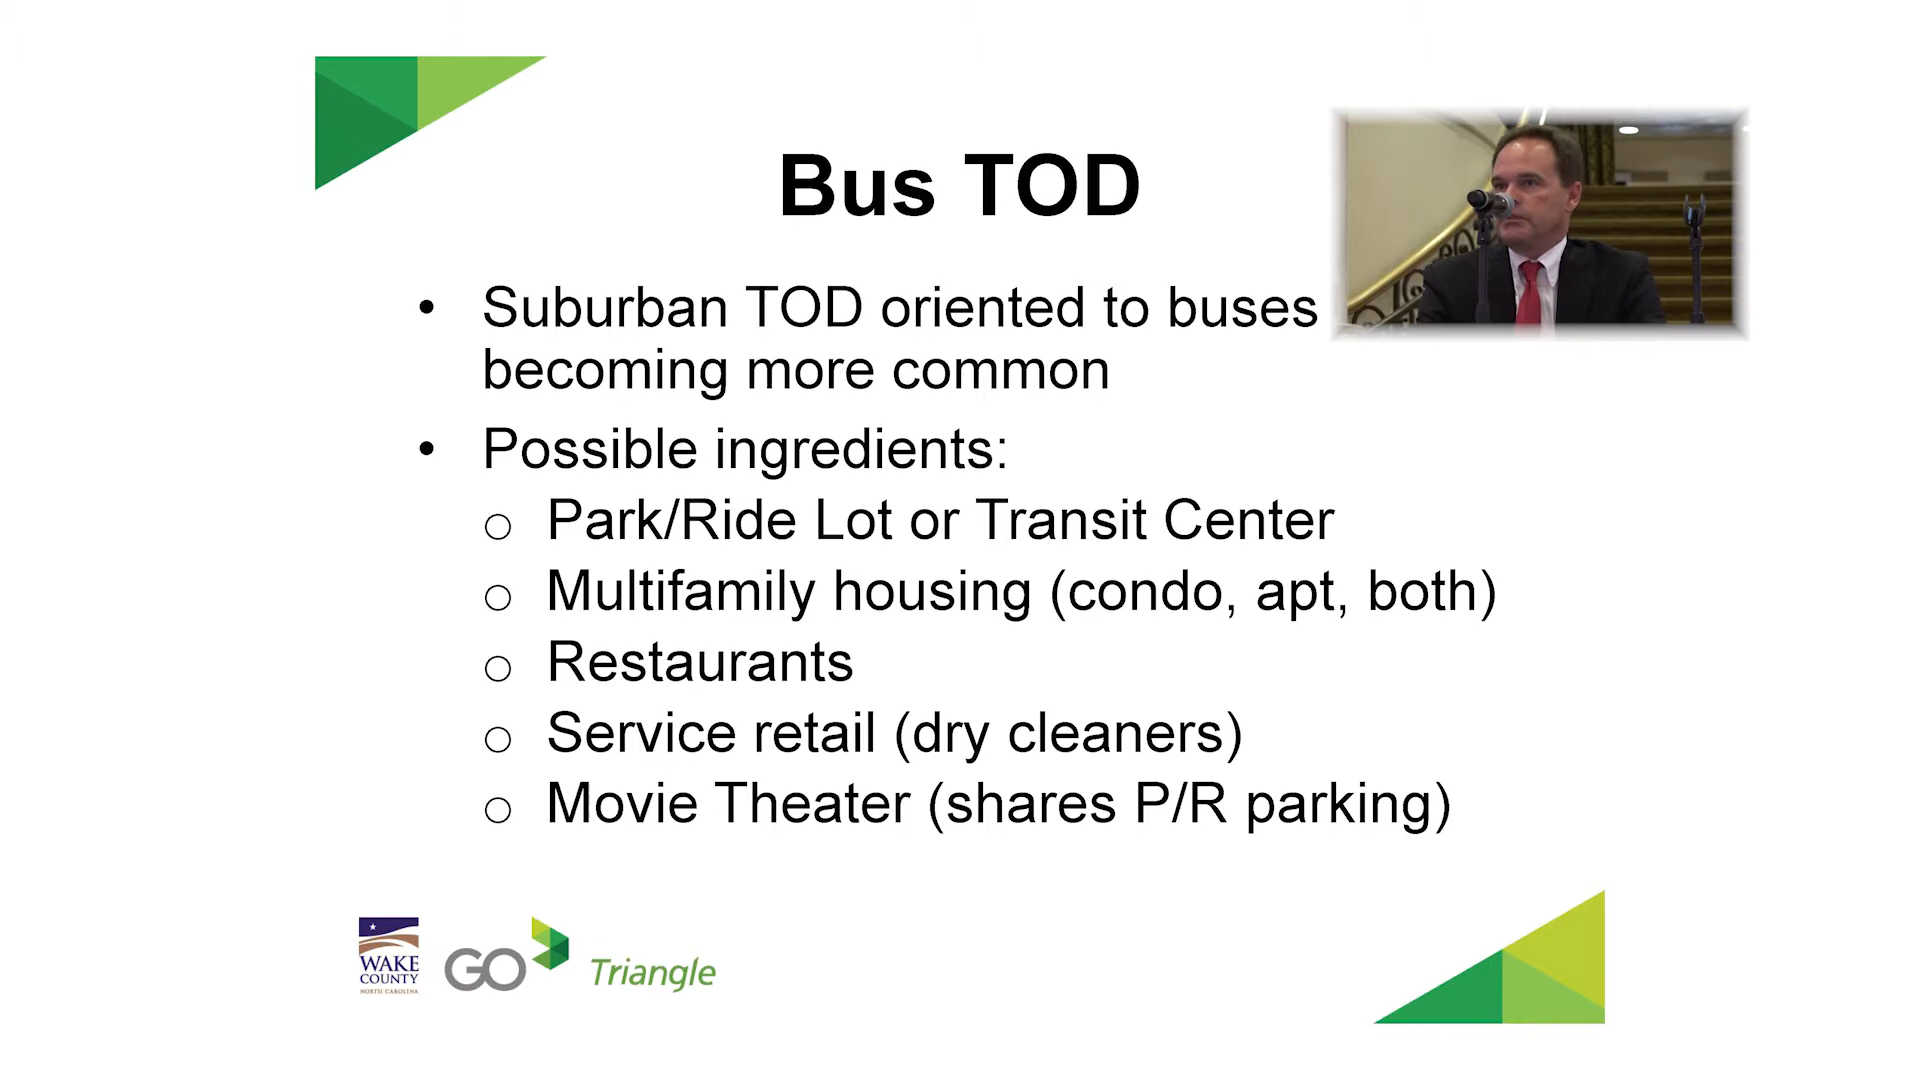 Bus TOD
• Suburban TOD oriented to buses
becoming more common
• Possible ingredients:
o Park/Ride Lot or Transit Center
o Multifamily housing (condo, apt, both)
o Restaurants
o Service retail (dry cleaners)
o Movie Theater (shares P/R parking)
WAKE
COUNTY
NORTH CAROLINA
GO Triangle